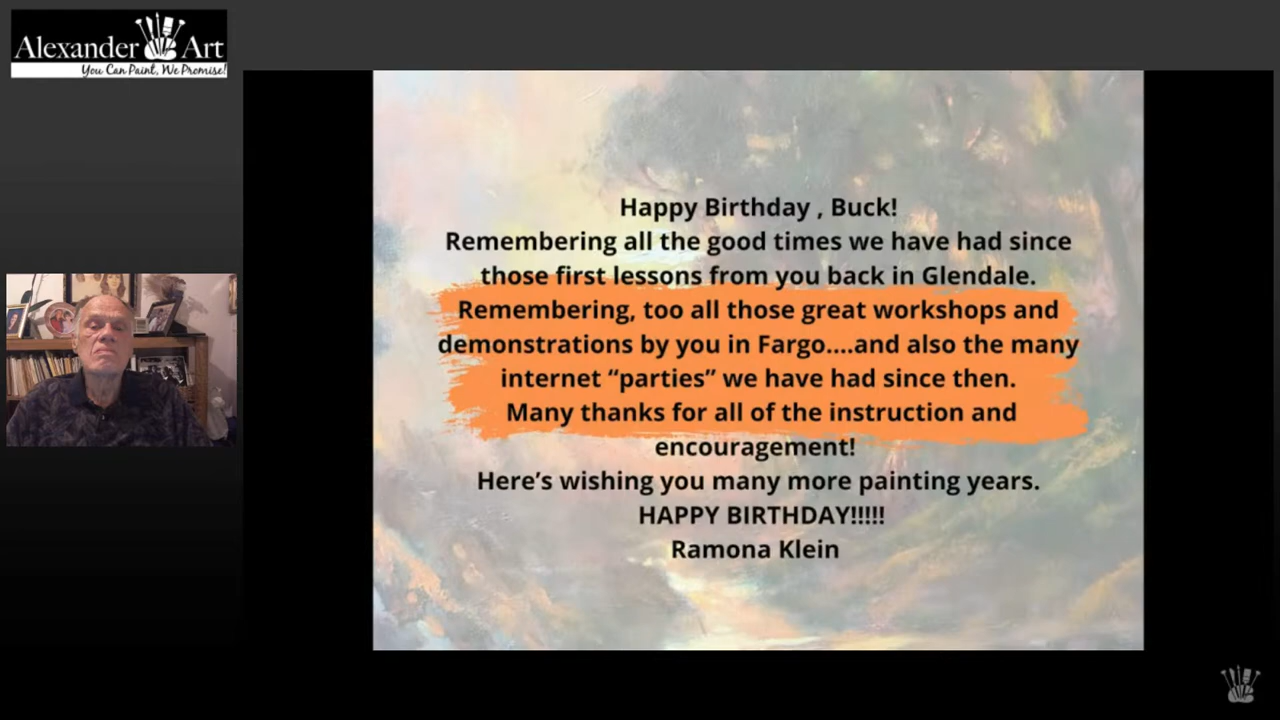 Alexander Art
You Can Paint, We Promise!
Happy Birthday , Buck!
Remembering all the good times we have had since
those first lessons from you back in Glendale.
Remembering, too all those great workshops and
demonstrations by you in Fargo....and also the many
internet “parties” we have had since then.
Many thanks for all of the instruction and
encouragement!
Here’s wishing you many more painting years.
HAPPY BIRTHDAY!!!!!
Ramona Klein